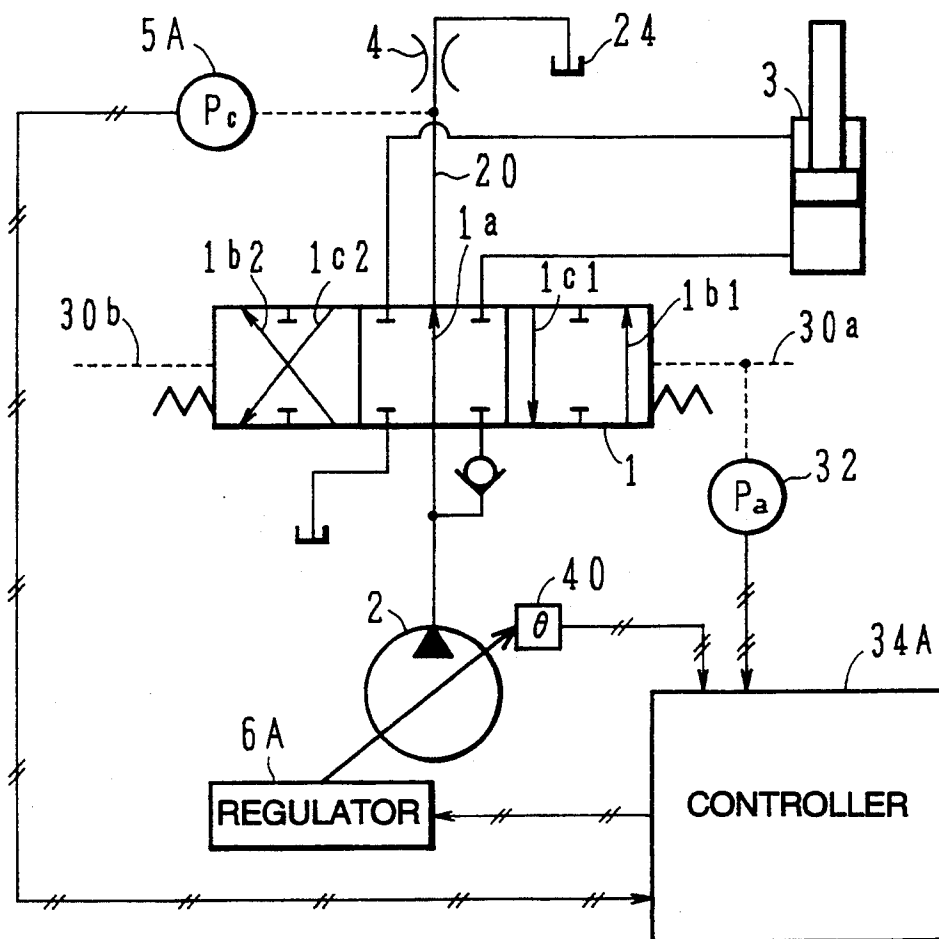 5A
4
24
Pc
3
20
1a
1b2
1c2
1c1
1b1
30b
30a
1
32
Pa
40
2
θ
34A
6A
REGULATOR
CONTROLLER